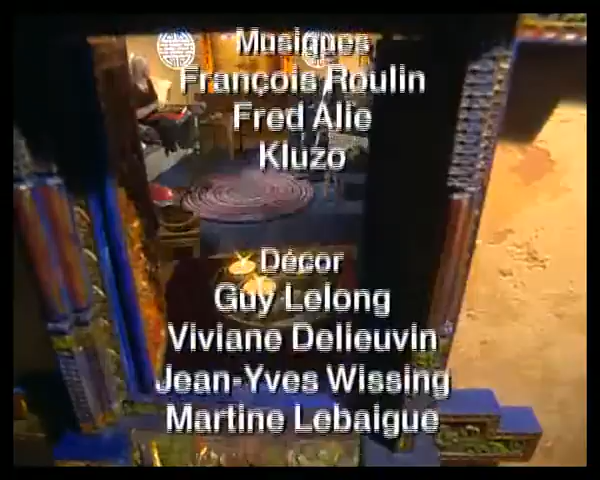 Musiques
François Roulin
Fred Alie
Kluzo
Décor
Guy Lelong
Viviane Delieuvin
Jean-Yves Wissing
Martine Lebaigue